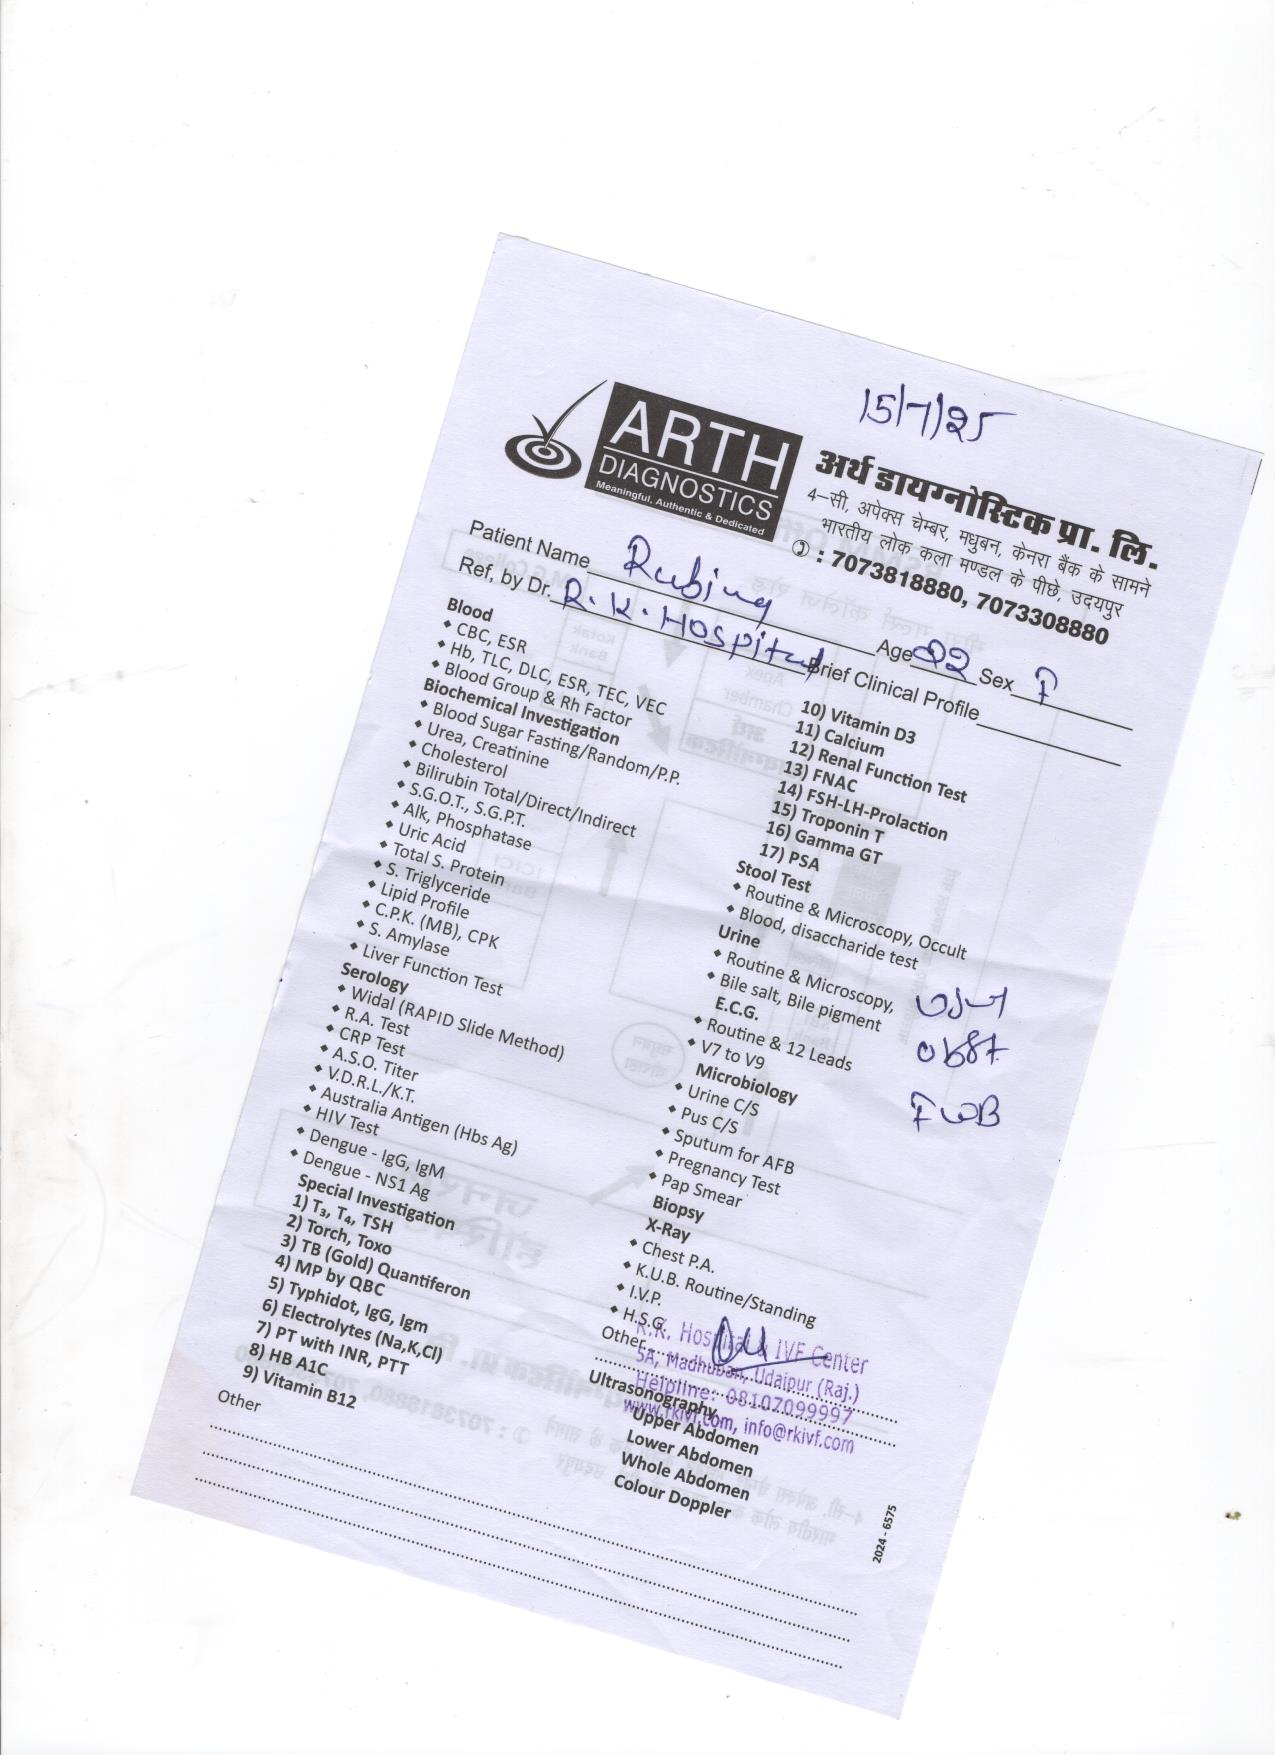 15/7/25
ARTH
DIAGNOSTICS
Meaningful, Authentic & Dedicated
अर्थ डायग्नोस्टिक प्रा. लि.
4–सी, अपेक्स चेम्बर, मधुबन, केनरा बैंक के सामने
भारतीय लोक कला मण्डल के पीछे, उदयपुर
✆ : 7073818880, 7073308880
Patient Name Rubina Age 22 Sex F
Ref, by Dr. R.K. Hospital Brief Clinical Profile
Blood
CBC, ESR
Hb, TLC, DLC, ESR, TEC, VEC
Blood Group & Rh Factor
Biochemical Investigation
Blood Sugar Fasting/Random/P.P.
Urea, Creatinine
Cholesterol
Bilirubin Total/Direct/Indirect
S.G.O.T., S.G.P.T.
Alk, Phosphatase
Uric Acid
Total S. Protein
S. Triglyceride
Lipid Profile
C.P.K. (MB), CPK
S. Amylase
Liver Function Test
Serology
Widal (RAPID Slide Method)
R.A. Test
CRP Test
A.S.O. Titer
V.D.R.L./K.T.
Australia Antigen (Hbs Ag)
HIV Test
Dengue - IgG, IgM
Dengue - NS1 Ag
Special Investigation
1) T₃, T₄, TSH
2) Torch, Toxo
3) TB (Gold) Quantiferon
4) MP by QBC
5) Typhidot, IgG, Igm
6) Electrolytes (Na,K,Cl)
7) PT with INR, PTT
8) HB A1C
9) Vitamin B12
Other
10) Vitamin D3
11) Calcium
12) Renal Function Test
13) FNAC
14) FSH-LH-Prolaction
15) Troponin T
16) Gamma GT
17) PSA
Stool Test
Routine & Microscopy, Occult
Blood, disaccharide test
Urine
Routine & Microscopy,
Bile salt, Bile pigment
E.C.G.
Routine & 12 Leads
V7 to V9
Microbiology
Urine C/S
Pus C/S
Sputum for AFB
Pregnancy Test
Pap Smear
Biopsy
X-Ray
Chest P.A.
K.U.B. Routine/Standing
I.V.P.
H.S.G.
Other
Ultrasonography
Upper Abdomen
Lower Abdomen
Whole Abdomen
Colour Doppler
FWB
R.K. Hospital & IVF Center
5A, Madhuban, Udaipur (Raj.)
Helpline: 08107099997
www.rkivf.com, info@rkivf.com
2024 - 6575